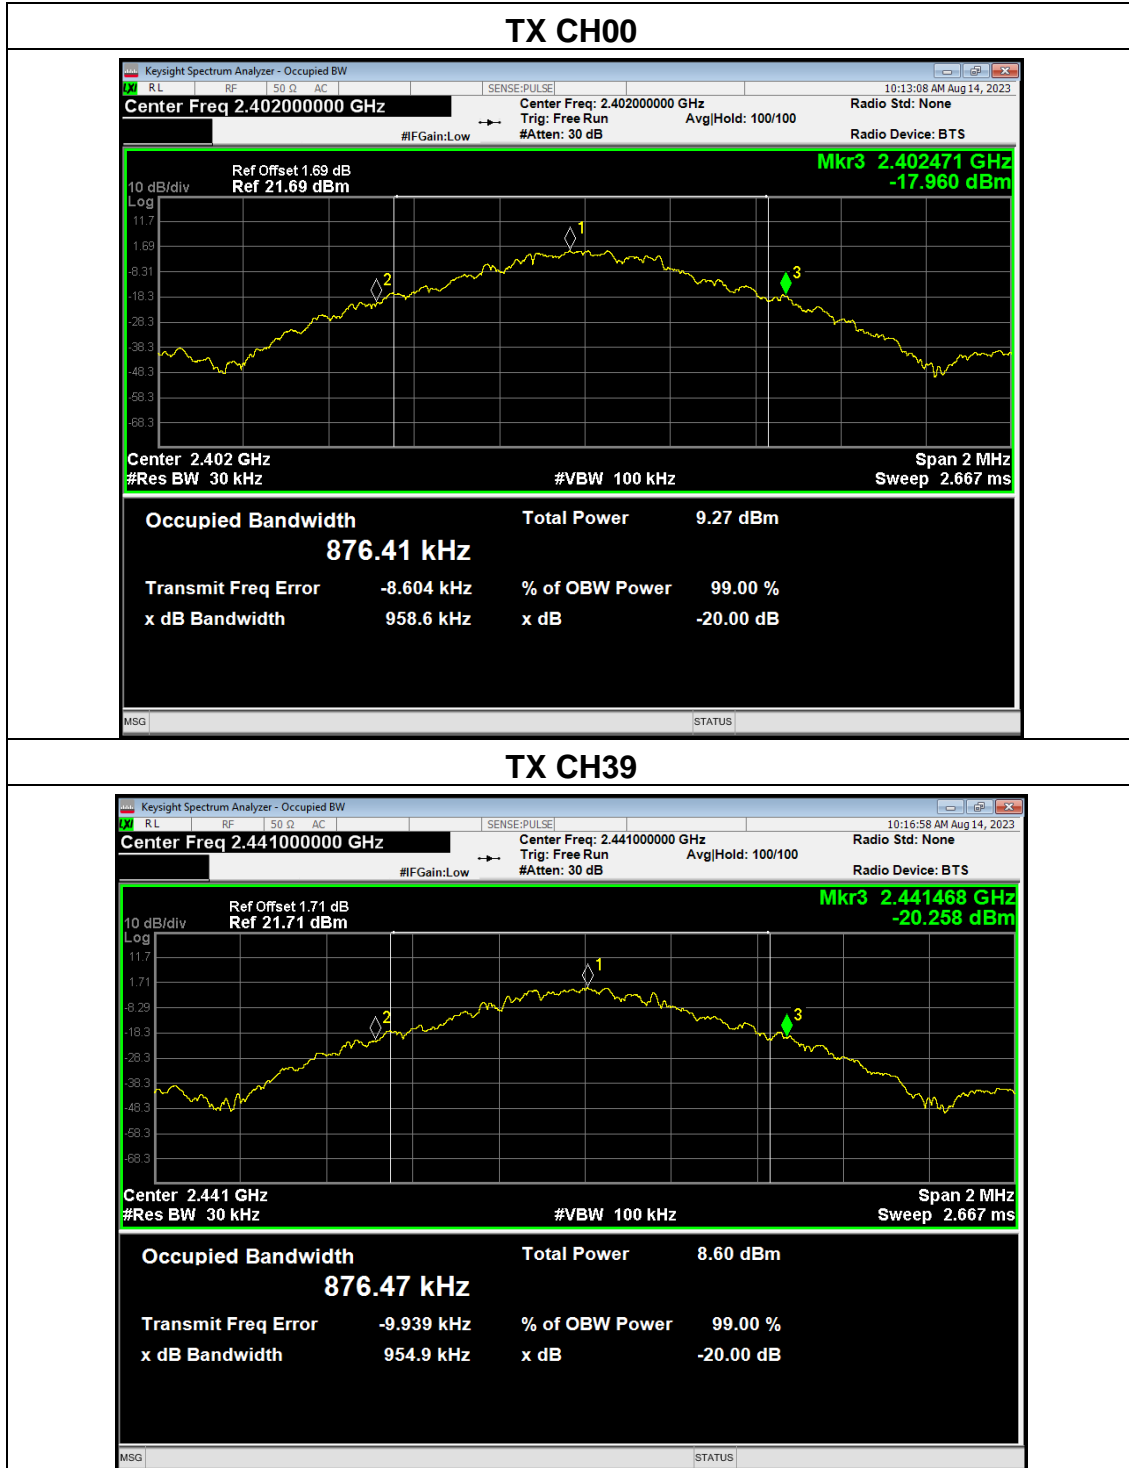 TX CH00
Keysight Spectrum Analyzer - Occupied BW
LXI RL RF 50 Ω AC SENSE:PULSE 10:13:08 AM Aug 14, 2023
Center Freq 2.402000000 GHz Center Freq: 2.402000000 GHz Radio Std: None
Trig: Free Run Avg|Hold: 100/100
#IFGain:Low #Atten: 30 dB Radio Device: BTS
Mkr3 2.402471 GHz
-17.960 dBm
Ref Offset 1.69 dB
10 dB/div Ref 21.69 dBm
Log
11.7
1.69
-8.31
-18.3
-28.3
-38.3
-48.3
-58.3
-68.3
1
2
3
Center 2.402 GHz Span 2 MHz
#Res BW 30 kHz #VBW 100 kHz Sweep 2.667 ms
Occupied Bandwidth Total Power 9.27 dBm
876.41 kHz
Transmit Freq Error -8.604 kHz % of OBW Power 99.00 %
x dB Bandwidth 958.6 kHz x dB -20.00 dB
MSG STATUS
TX CH39
Keysight Spectrum Analyzer - Occupied BW
LXI RL RF 50 Ω AC SENSE:PULSE 10:16:58 AM Aug 14, 2023
Center Freq 2.441000000 GHz Center Freq: 2.441000000 GHz Radio Std: None
Trig: Free Run Avg|Hold: 100/100
#IFGain:Low #Atten: 30 dB Radio Device: BTS
Mkr3 2.441468 GHz
-20.258 dBm
Ref Offset 1.71 dB
10 dB/div Ref 21.71 dBm
Log
11.7
1.71
-8.29
-18.3
-28.3
-38.3
-48.3
-58.3
-68.3
1
2
3
Center 2.441 GHz Span 2 MHz
#Res BW 30 kHz #VBW 100 kHz Sweep 2.667 ms
Occupied Bandwidth Total Power 8.60 dBm
876.47 kHz
Transmit Freq Error -9.939 kHz % of OBW Power 99.00 %
x dB Bandwidth 954.9 kHz x dB -20.00 dB
MSG STATUS